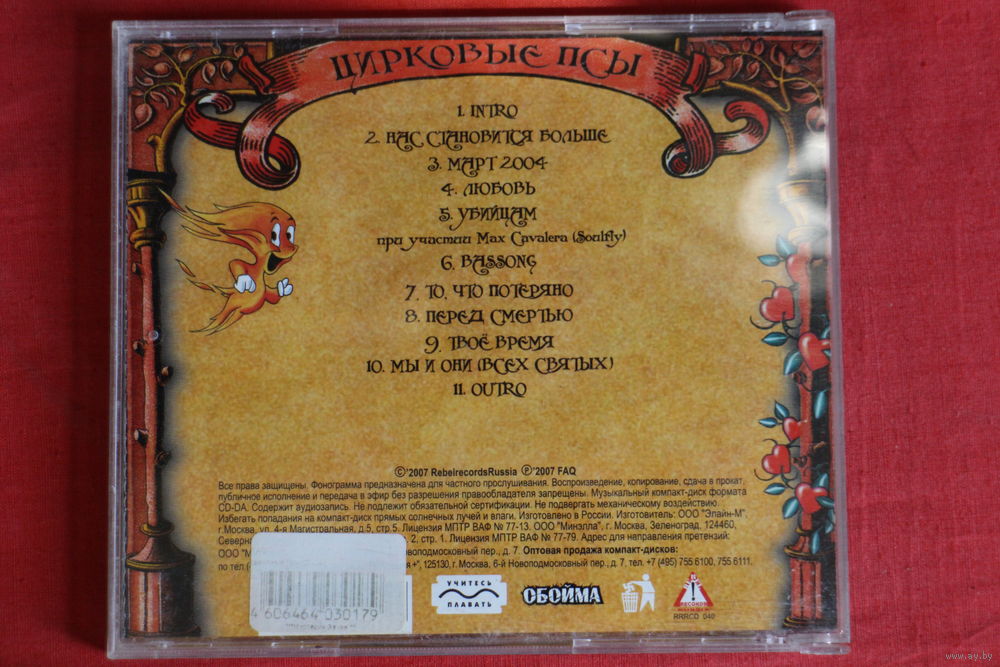 ЦИРКОВЫЕ ПСЫ
1. INTRO
2. НАС СТАНОВИТСЯ БОЛЬШЕ
3. МАРТ 2004
4. ЛЮБОВЬ
5. УБИЙЦАМ
при участии Max Cavalera (Soulfly)
6. BASSONG
7. ТО, ЧТО ПОТЕРЯНО
8. ПЕРЕД СМЕРТЬЮ
9. ТВОЁ ВРЕМЯ
10. МЫ И ОНИ (ВСЕХ СВЯТЫХ)
11. OUTRO
©'2007 RebelrecordsRussia ℗'2007 FAQ
Все права защищены. Фонограмма предназначена для частного прослушивания. Воспроизведение, копирование, сдача в прокат,
публичное исполнение и передача в эфир без разрешения правообладателя запрещены. Музыкальный компакт-диск формата
CD-DA. Содержит аудиозапись. Не подлежит обязательной сертификации. Не подвергать механическому воздействию.
Избегать попадания на компакт-диск прямых солнечных лучей и влаги. Изготовлено в России. Изготовитель: ООО "Элайн-М",
г. Москва, ул. 4-я Магистральная, д.5, стр.5. Лицензия МПТР ВАФ № 77-13. ООО "Минэлла". г. Москва, Зеленоград, 124460,
Северна 2, стр. 1. Лицензия МПТР ВАФ № 77-79. Адрес для направления претензий:
ООО "М Новоподмосковный пер., д. 7. Оптовая продажа компакт-дисков:
по тел (- я +", 125130, г. Москва, 6-й Новоподмосковный пер., д. 7, тел. +7 (495) 755 6100, 755 6111.
4 606464 030179
УЧИТЕСЬ
ПЛАВАТЬ
ОБОЙМА
RECORDS
RRRCD 040
www.ay.by